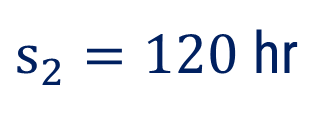 s₂ = 120 hr